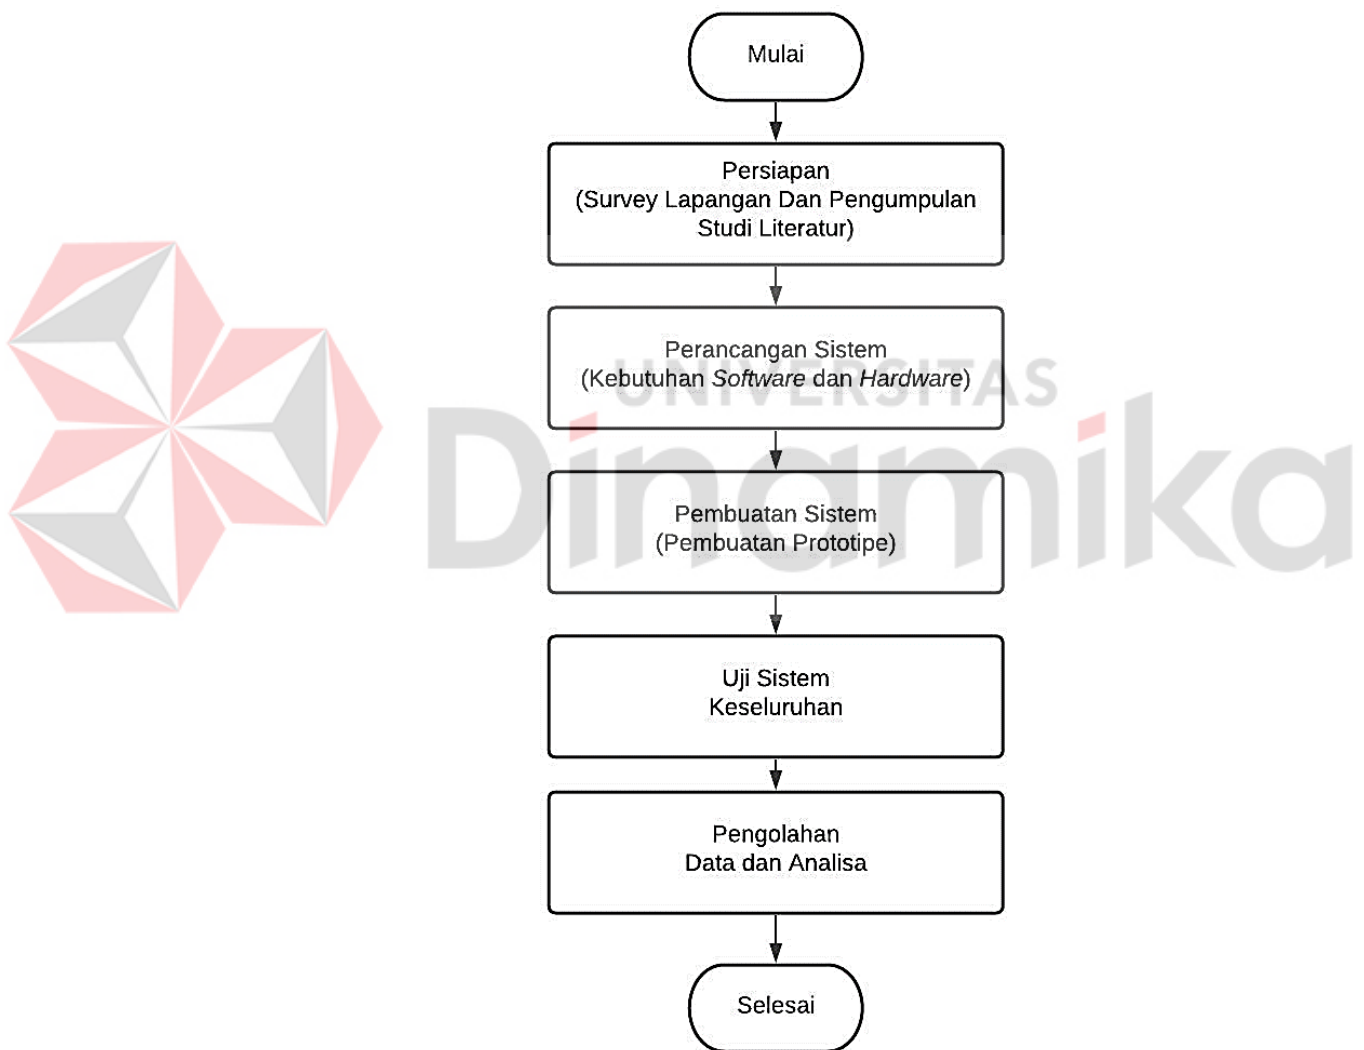 Mulai
Persiapan
(Survey Lapangan Dan Pengumpulan
Studi Literatur)
Perancangan Sistem
(Kebutuhan Software dan Hardware)
UNIVERSITAS
Dinamika
Pembuatan Sistem
(Pembuatan Prototipe)
Uji Sistem
Keseluruhan
Pengolahan
Data dan Analisa
Selesai